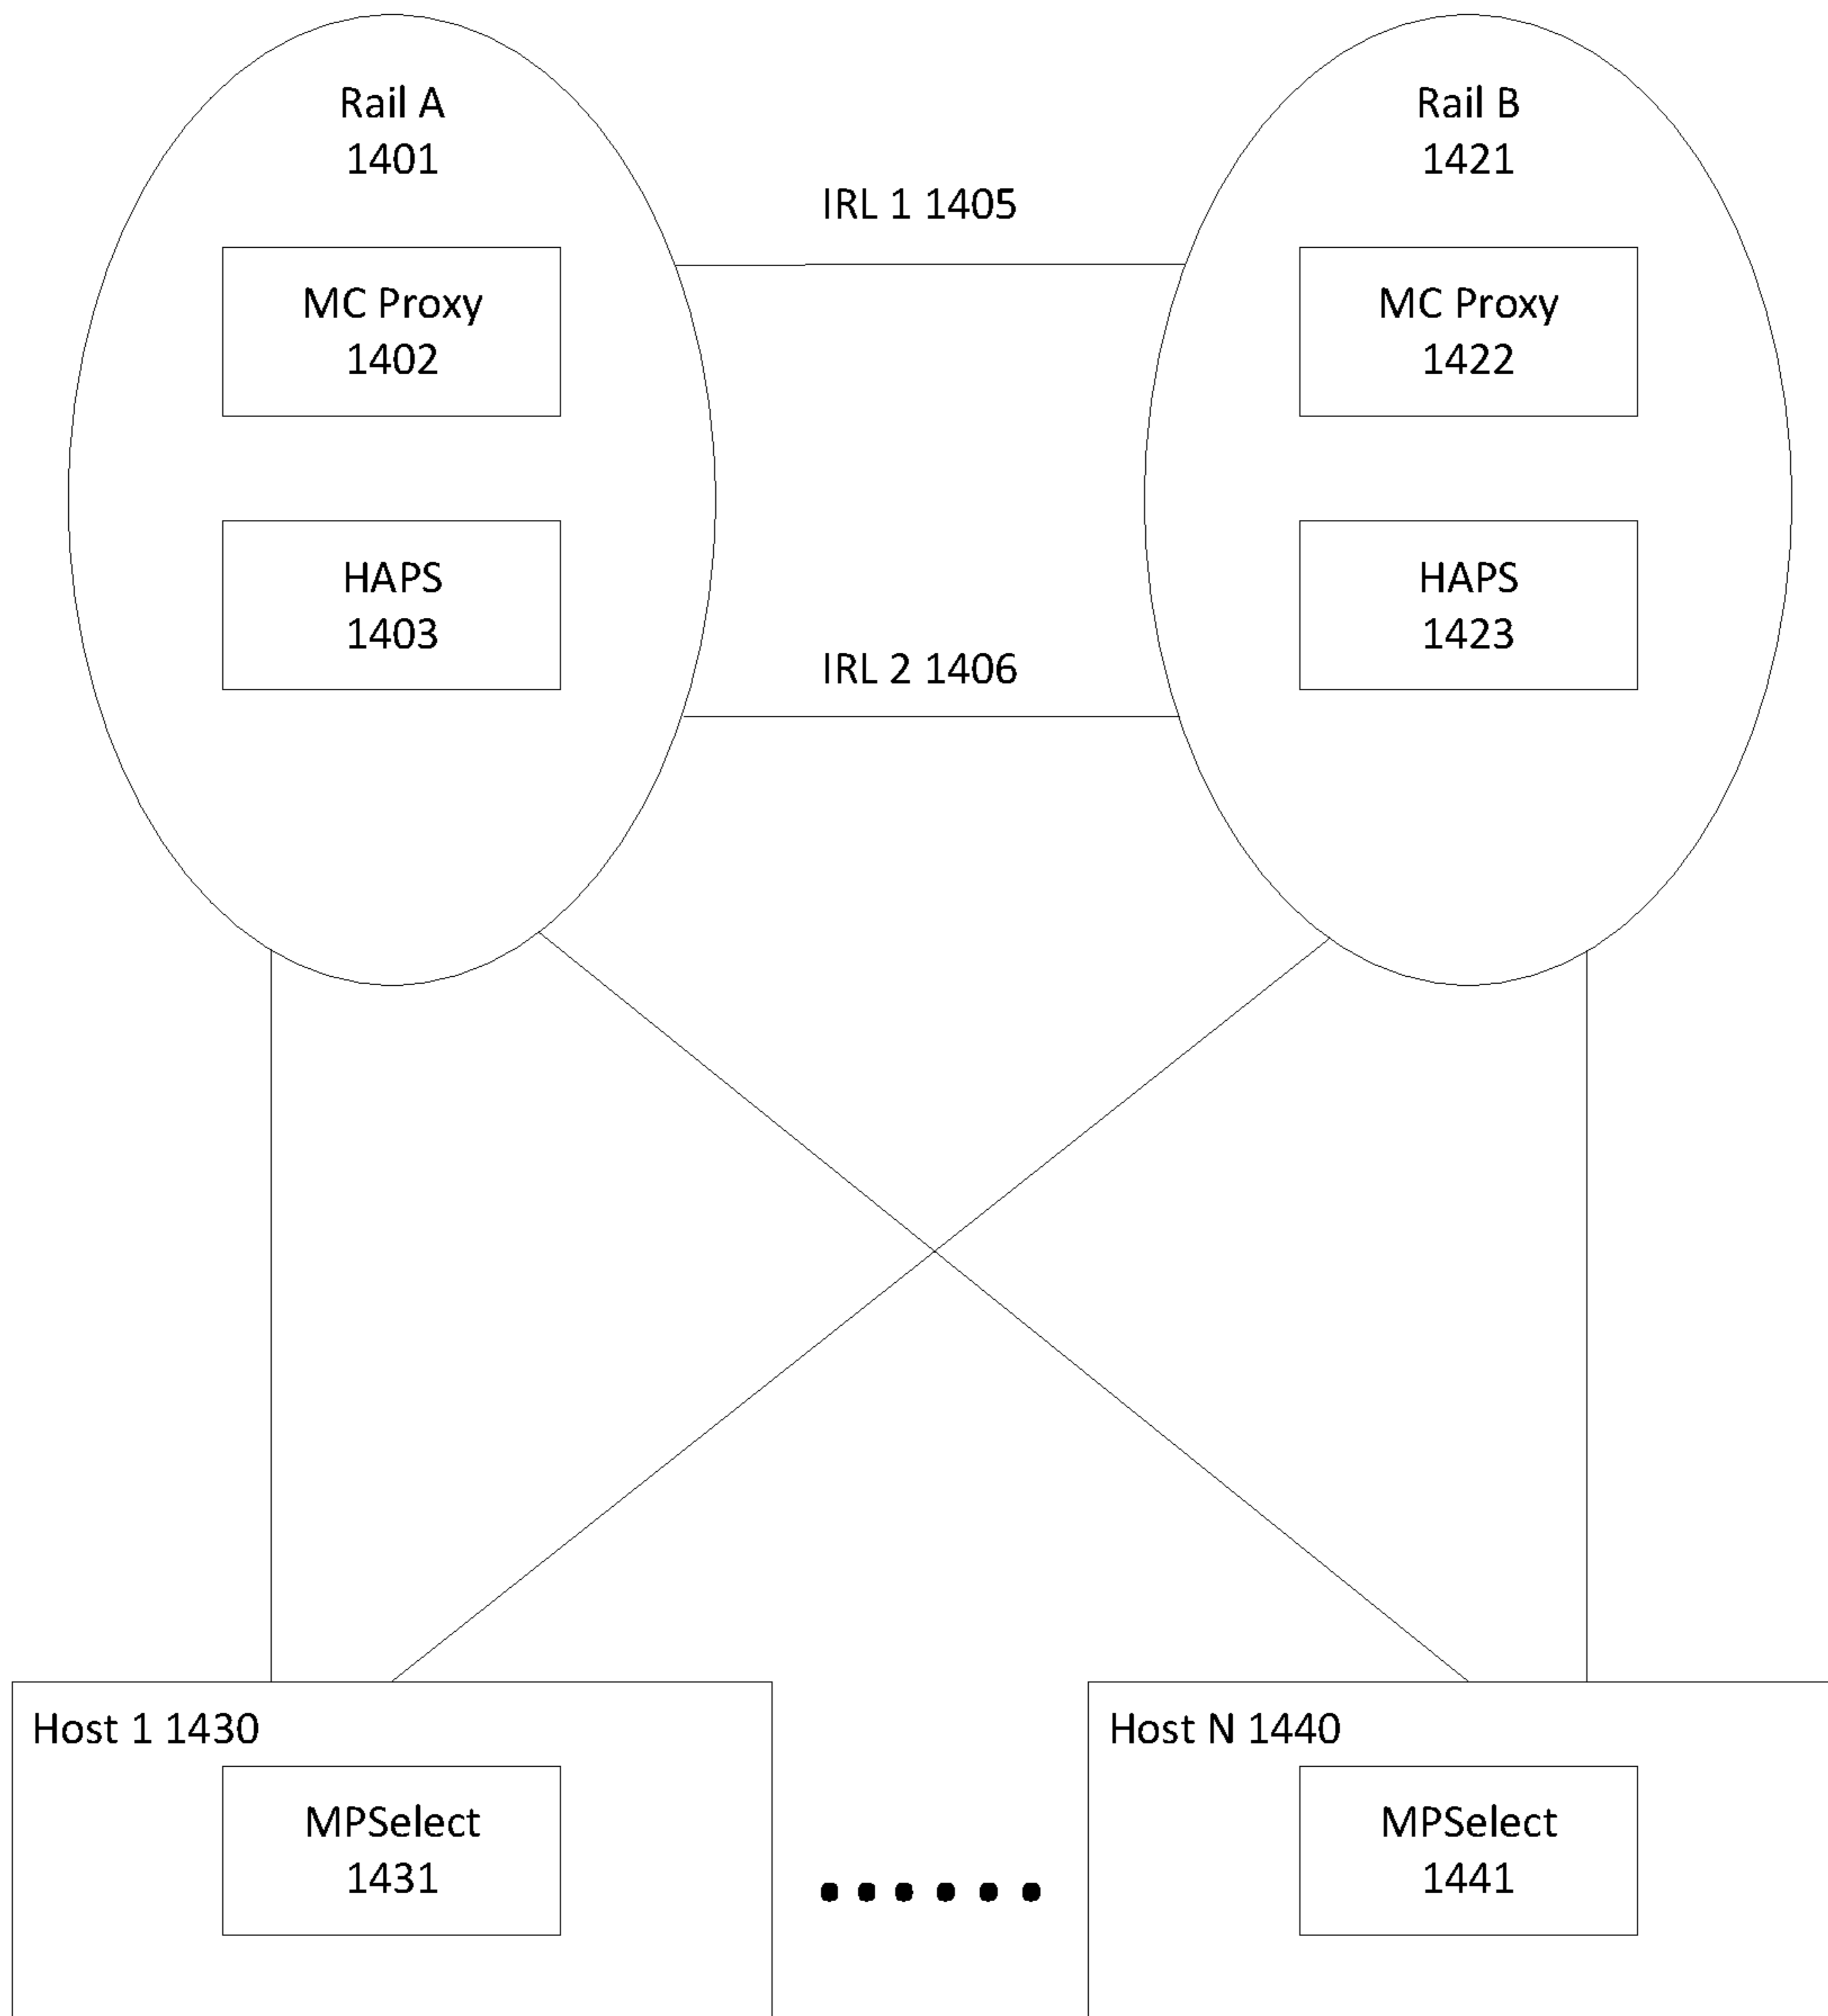 Rail A
1401
Rail B
1421
IRL 1 1405
MC Proxy
1402
MC Proxy
1422
HAPS
1403
HAPS
1423
IRL 2 1406
Host 1 1430
Host N 1440
MPSelect
1431
MPSelect
1441